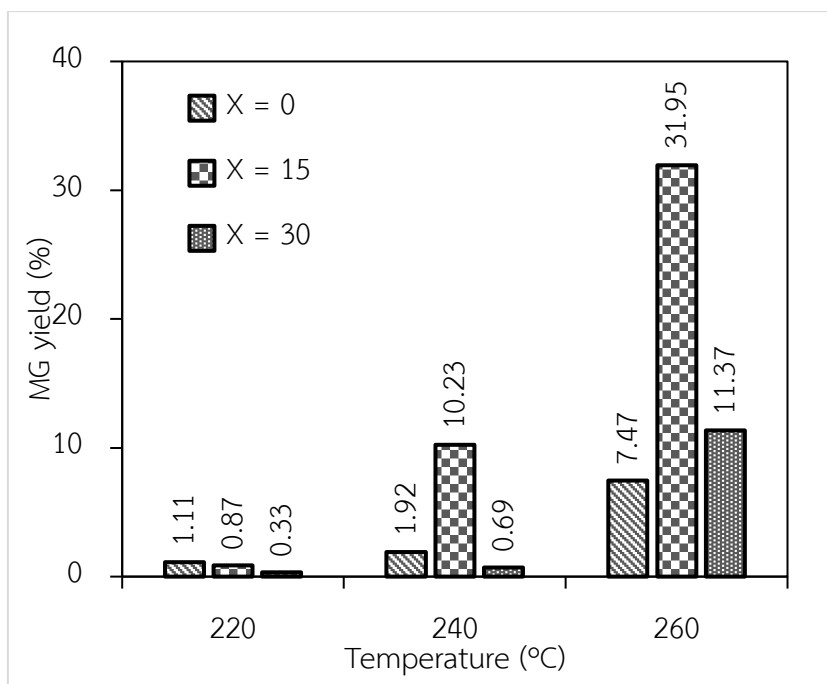 40
30
20
10
0
MG yield (%)
X = 0
X = 15
X = 30
1.11
0.87
0.33
1.92
10.23
0.69
7.47
31.95
11.37
220 240 260
Temperature (ºC)